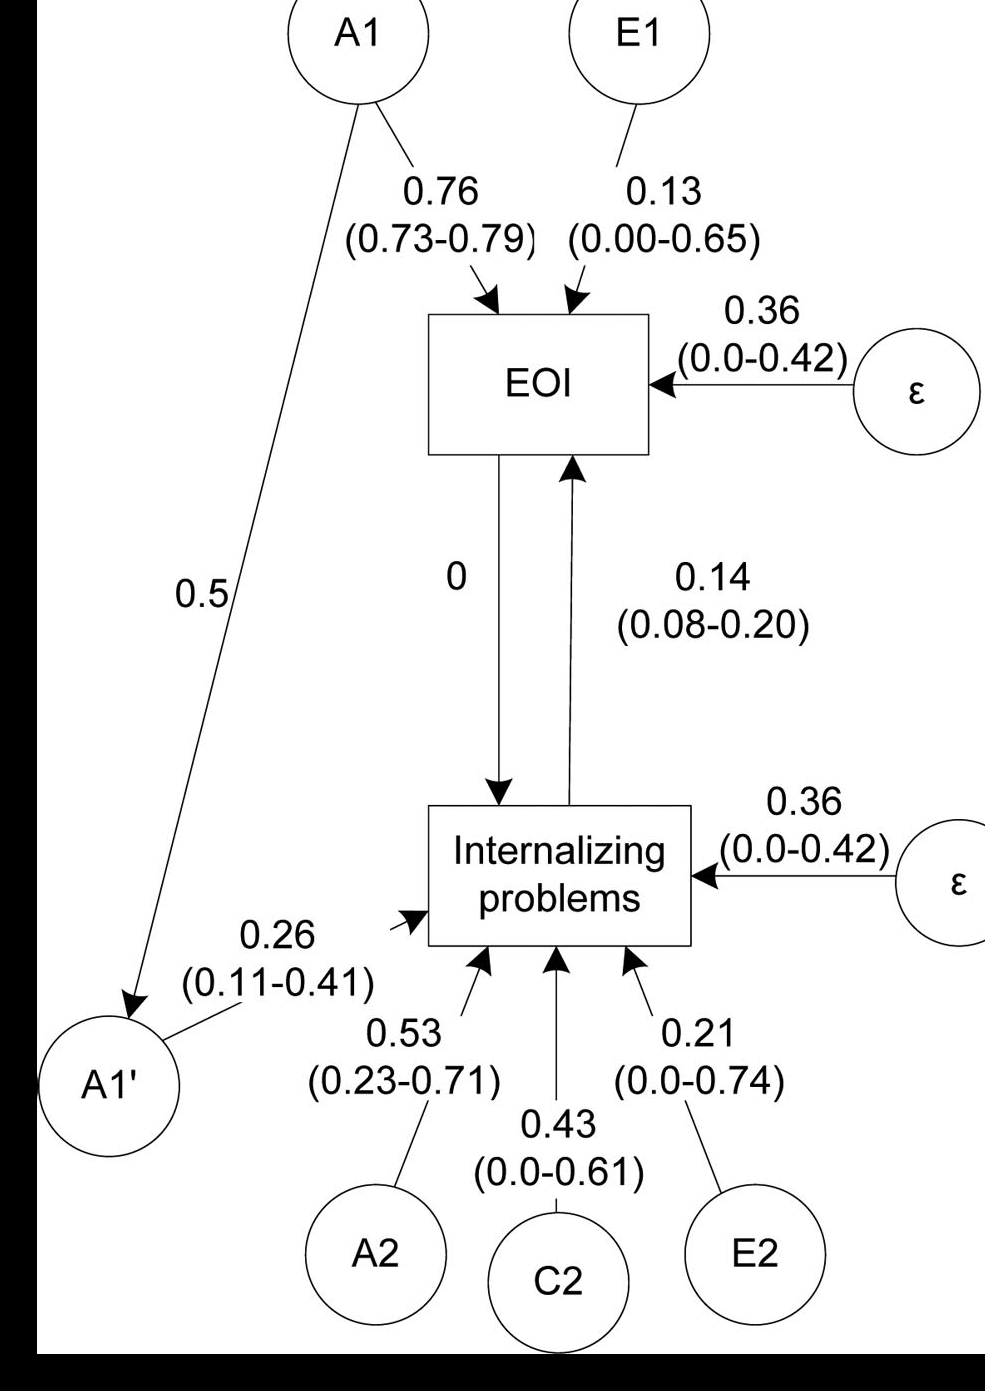 A1
E1
0.76
(0.73-0.79)
0.13
(0.00-0.65)
0.36
(0.0-0.42)
EOI
ε
0.5
0
0.14
(0.08-0.20)
0.36
(0.0-0.42)
Internalizing
problems
ε
0.26
(0.11-0.41)
A1'
0.53
(0.23-0.71)
0.21
(0.0-0.74)
0.43
(0.0-0.61)
A2
C2
E2